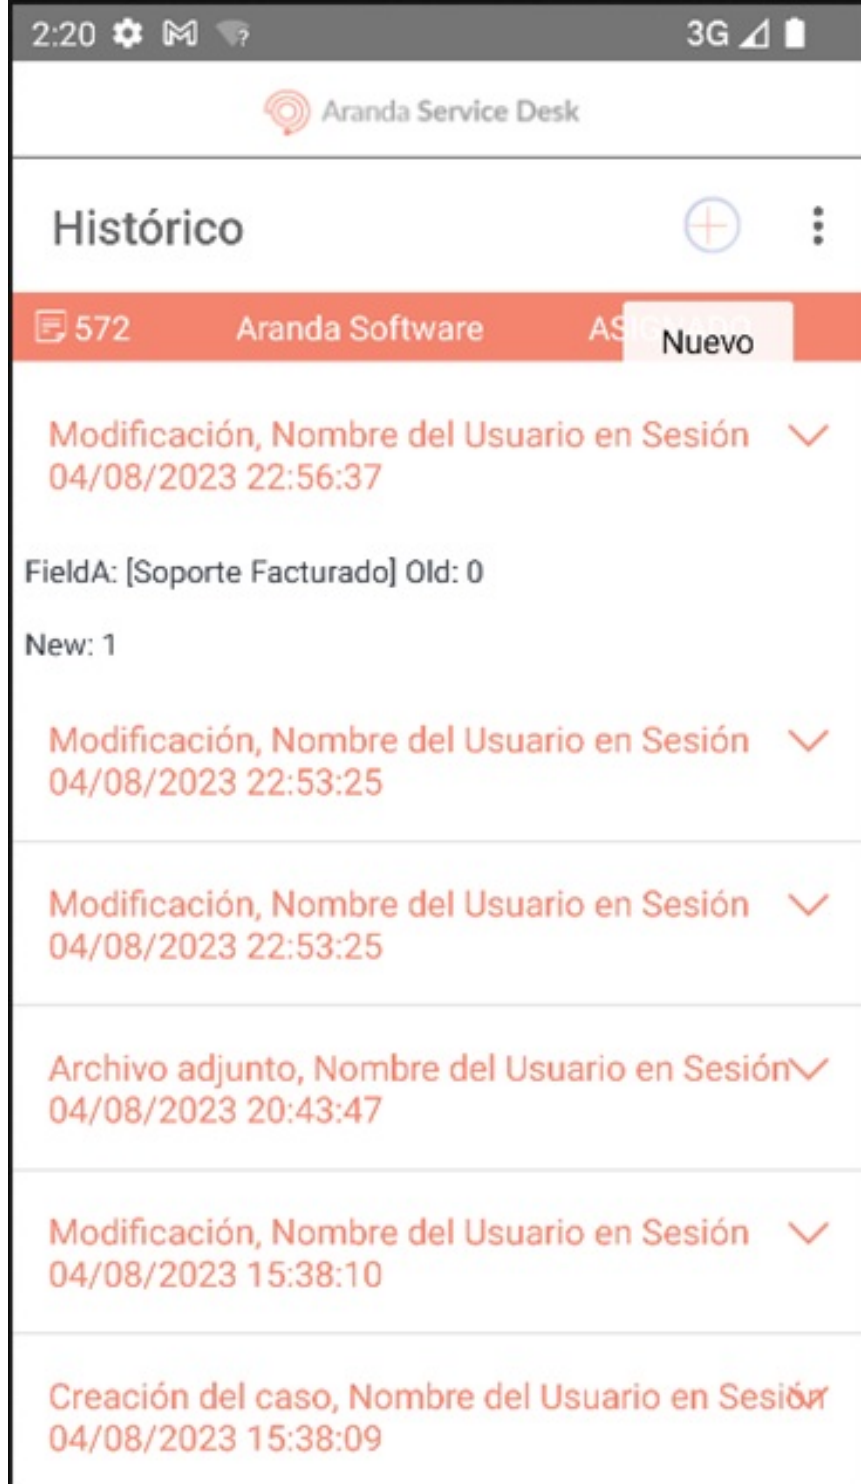 2:20
3G
Aranda Service Desk
Histórico
572 Aranda Software ASIGNADO
Nuevo
Modificación, Nombre del Usuario en Sesión
04/08/2023 22:56:37
FieldA: [Soporte Facturado] Old: 0
New: 1
Modificación, Nombre del Usuario en Sesión
04/08/2023 22:53:25
Modificación, Nombre del Usuario en Sesión
04/08/2023 22:53:25
Archivo adjunto, Nombre del Usuario en Sesión
04/08/2023 20:43:47
Modificación, Nombre del Usuario en Sesión
04/08/2023 15:38:10
Creación del caso, Nombre del Usuario en Sesión
04/08/2023 15:38:09